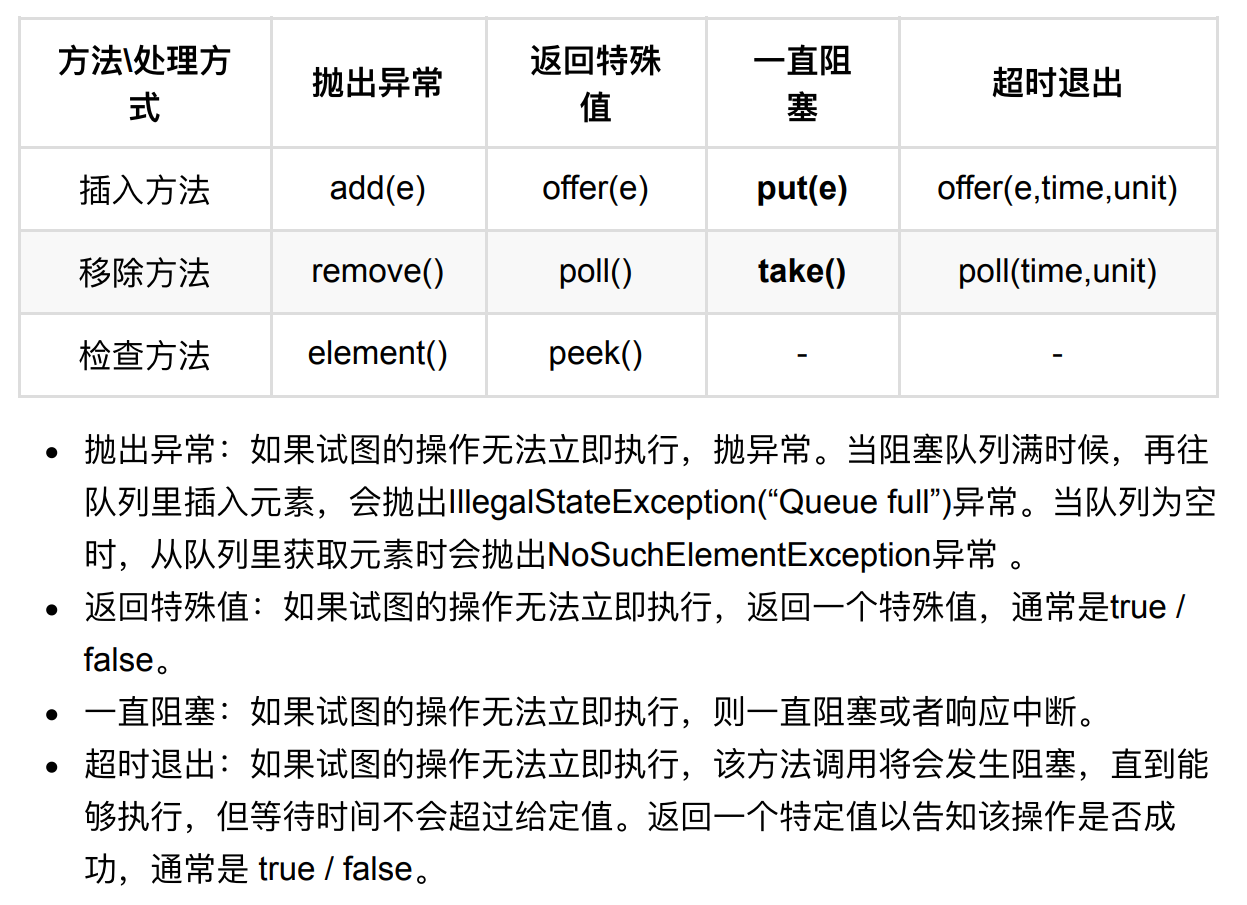 方法\处理方式 抛出异常 返回特殊值 一直阻塞 超时退出
插入方法 add(e) offer(e) put(e) offer(e,time,unit)
移除方法 remove() poll() take() poll(time,unit)
检查方法 element() peek() - -
• 抛出异常：如果试图的操作无法立即执行，抛异常。当阻塞队列满时候，再往
队列里插入元素，会抛出IllegalStateException(“Queue full”)异常。当队列为空
时，从队列里获取元素时会抛出NoSuchElementException异常 。
• 返回特殊值：如果试图的操作无法立即执行，返回一个特殊值，通常是true /
false。
• 一直阻塞：如果试图的操作无法立即执行，则一直阻塞或者响应中断。
• 超时退出：如果试图的操作无法立即执行，该方法调用将会发生阻塞，直到能
够执行，但等待时间不会超过给定值。返回一个特定值以告知该操作是否成
功，通常是 true / false。